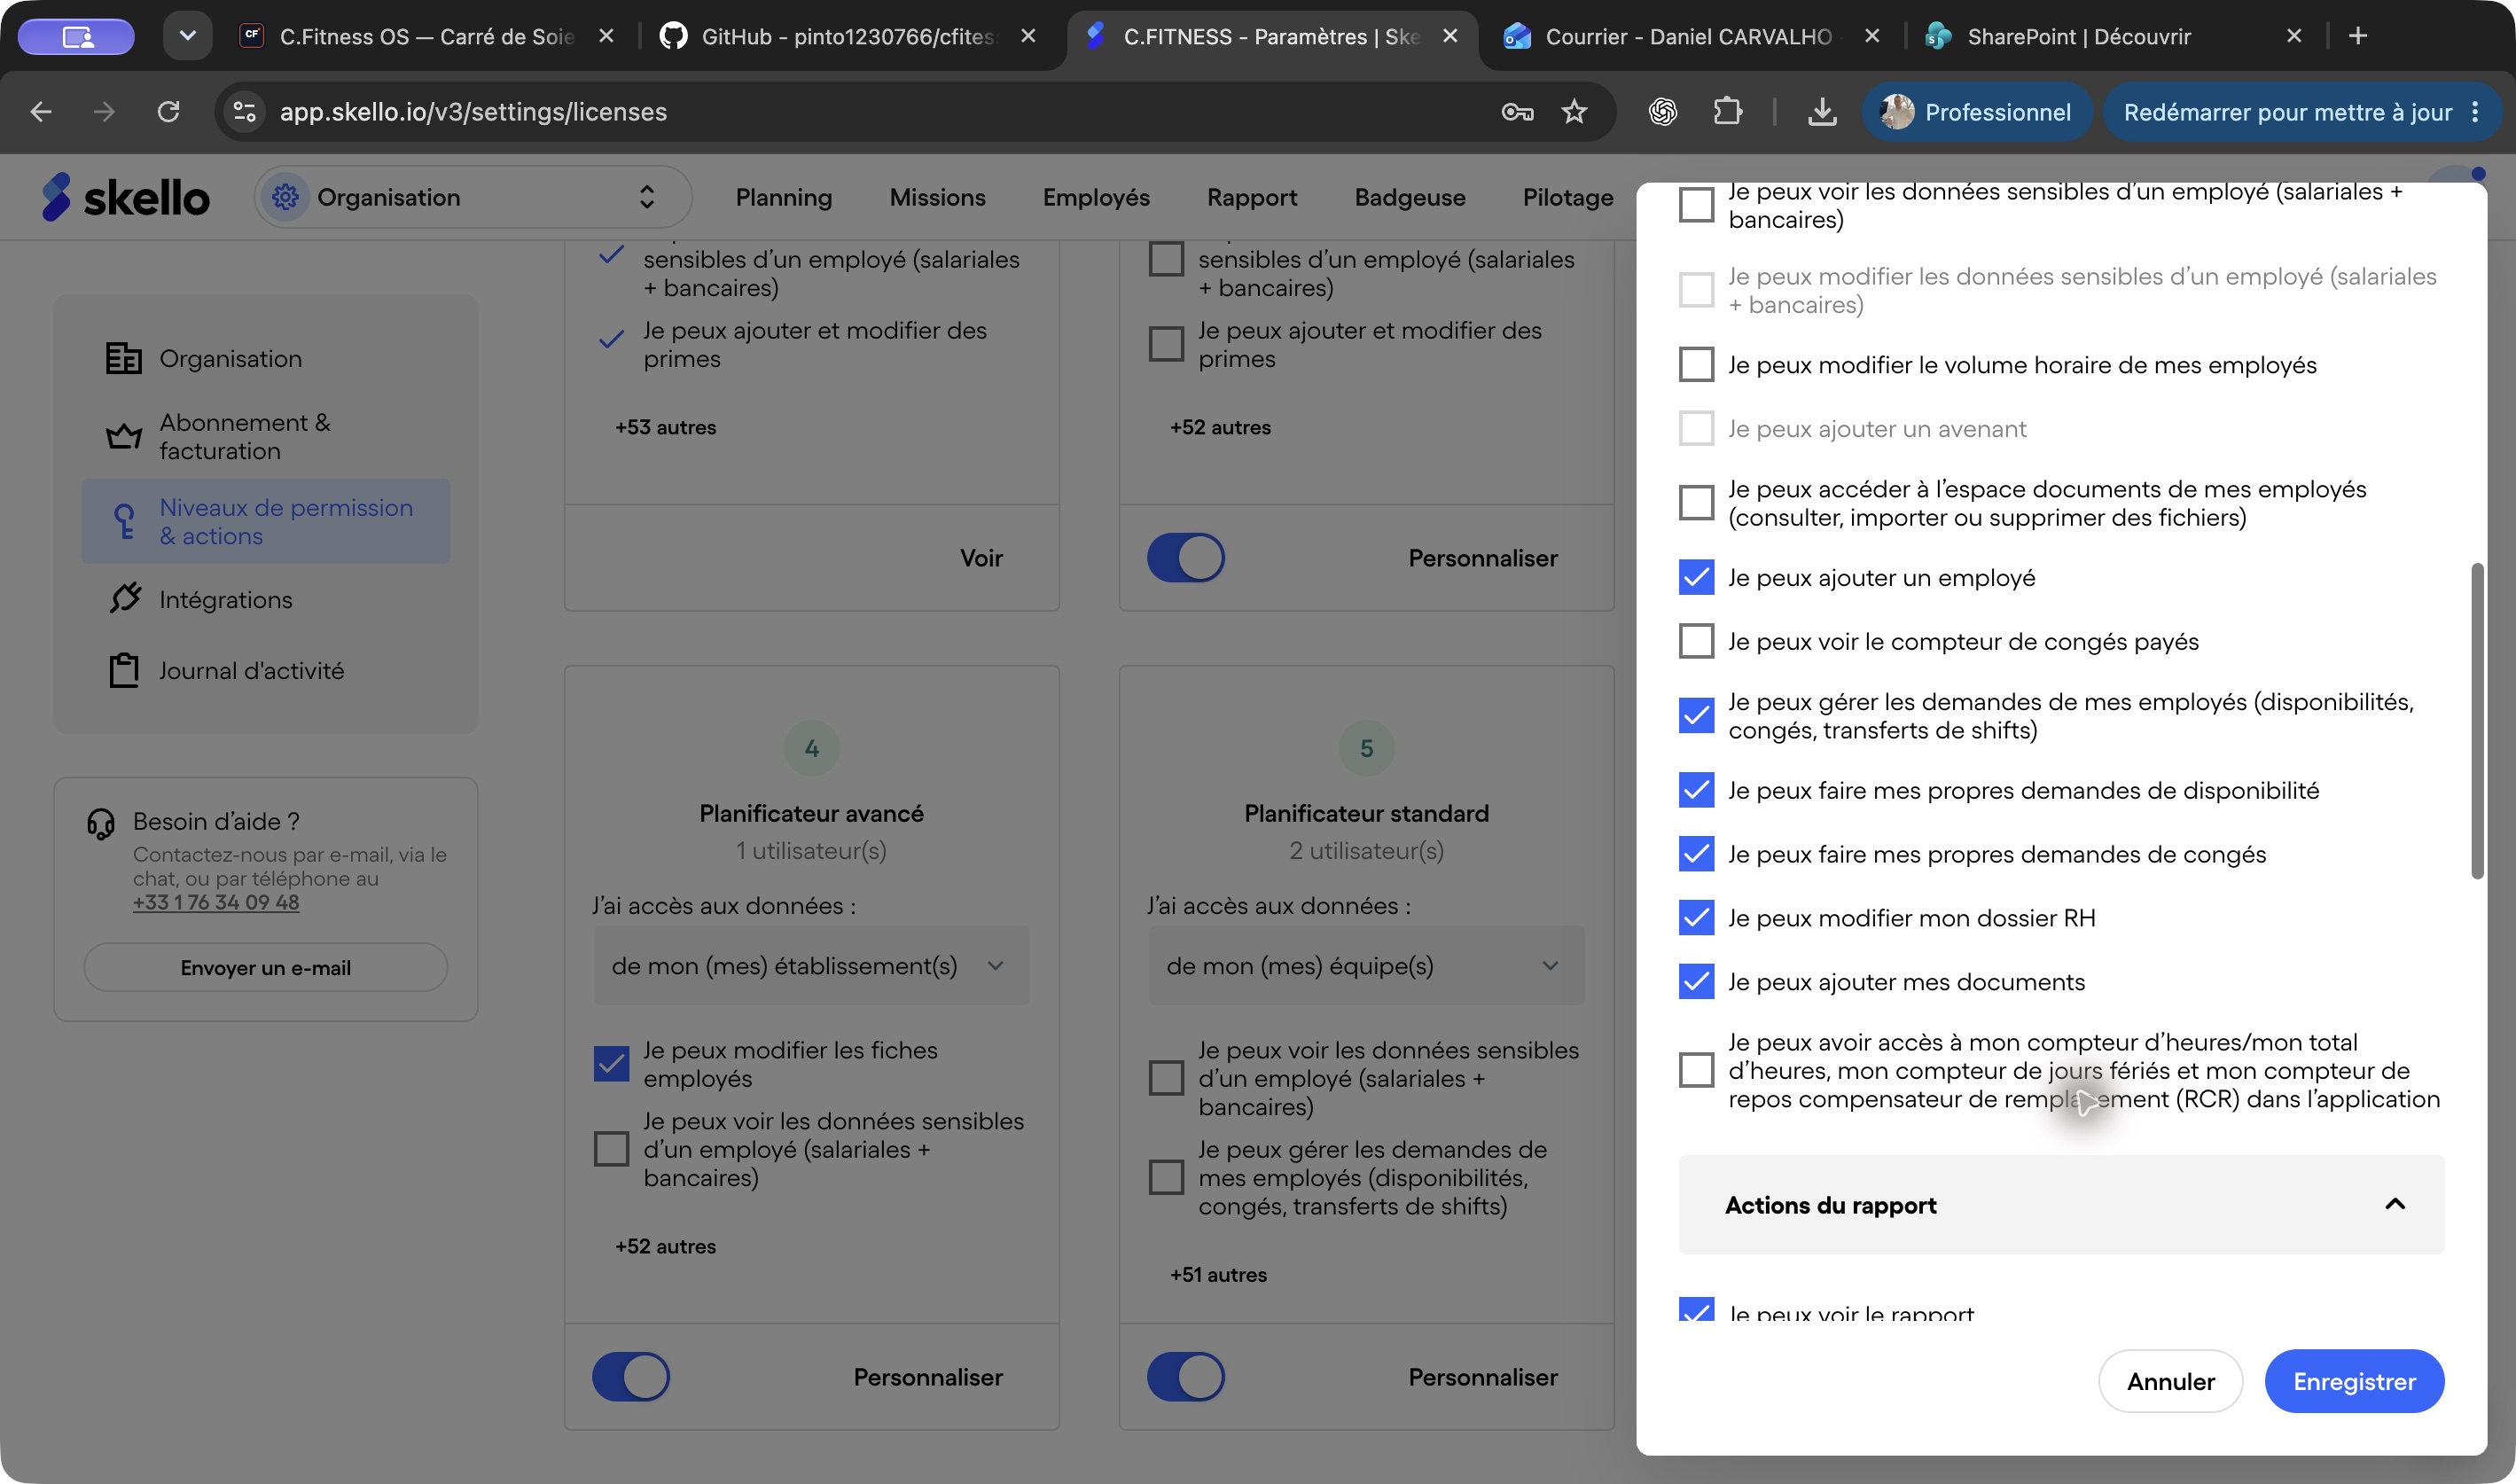 C.Fitness OS — Carré de Soie
GitHub - pinto1230766/cfites
C.FITNESS - Paramètres | Ske
Courrier - Daniel CARVALHO
SharePoint | Découvrir
app.skello.io/v3/settings/licenses
Professionnel
Redémarrer pour mettre à jour
skello
Organisation
Planning
Missions
Employés
Rapport
Badgeuse
Pilotage
Organisation
Abonnement &
facturation
Niveaux de permission
& actions
Intégrations
Journal d'activité
Besoin d'aide ?
Contactez-nous par e-mail, via le
chat, ou par téléphone au
+33 1 76 34 09 48
Envoyer un e-mail
sensibles d'un employé (salariales
+ bancaires)
Je peux ajouter et modifier des
primes
+53 autres
Voir
sensibles d'un employé (salariales
+ bancaires)
Je peux ajouter et modifier des
primes
+52 autres
Personnaliser
4
Planificateur avancé
1 utilisateur(s)
J'ai accès aux données :
de mon (mes) établissement(s)
Je peux modifier les fiches
employés
Je peux voir les données sensibles
d'un employé (salariales +
bancaires)
+52 autres
Personnaliser
5
Planificateur standard
2 utilisateur(s)
J'ai accès aux données :
de mon (mes) équipe(s)
Je peux voir les données sensibles
d'un employé (salariales +
bancaires)
Je peux gérer les demandes de
mes employés (disponibilités,
congés, transferts de shifts)
+51 autres
Personnaliser
Je peux voir les données sensibles d'un employé (salariales +
bancaires)
Je peux modifier les données sensibles d'un employé (salariales
+ bancaires)
Je peux modifier le volume horaire de mes employés
Je peux ajouter un avenant
Je peux accéder à l'espace documents de mes employés
(consulter, importer ou supprimer des fichiers)
Je peux ajouter un employé
Je peux voir le compteur de congés payés
Je peux gérer les demandes de mes employés (disponibilités,
congés, transferts de shifts)
Je peux faire mes propres demandes de disponibilité
Je peux faire mes propres demandes de congés
Je peux modifier mon dossier RH
Je peux ajouter mes documents
Je peux avoir accès à mon compteur d'heures/mon total
d'heures, mon compteur de jours fériés et mon compteur de
repos compensateur de remplacement (RCR) dans l'application
Actions du rapport
Je peux voir le rapport
Annuler
Enregistrer